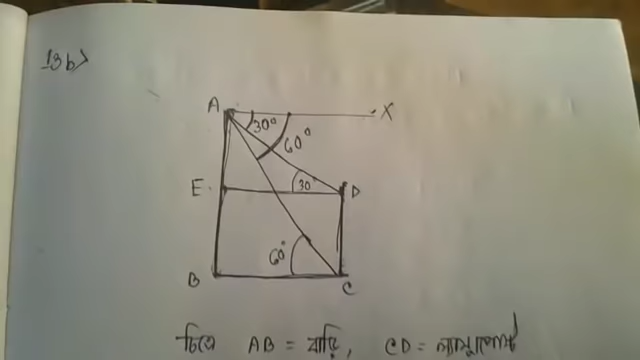 13b>
A
X
30°
60°
E
30°
D
60°
B
C
চিত্রে AB = বাড়ি, CD = ল্যাম্পপোস্ট